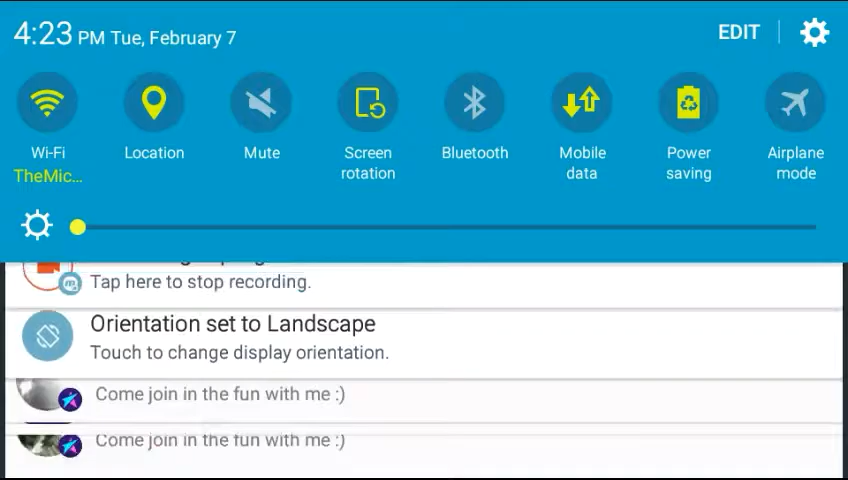 4:23 PM Tue, February 7
EDIT
Wi-Fi
TheMic...
Location
Mute
Screen
rotation
Bluetooth
Mobile
data
Power
saving
Airplane
mode
Tap here to stop recording.
Orientation set to Landscape
Touch to change display orientation.
Come join in the fun with me :)
Come join in the fun with me :)